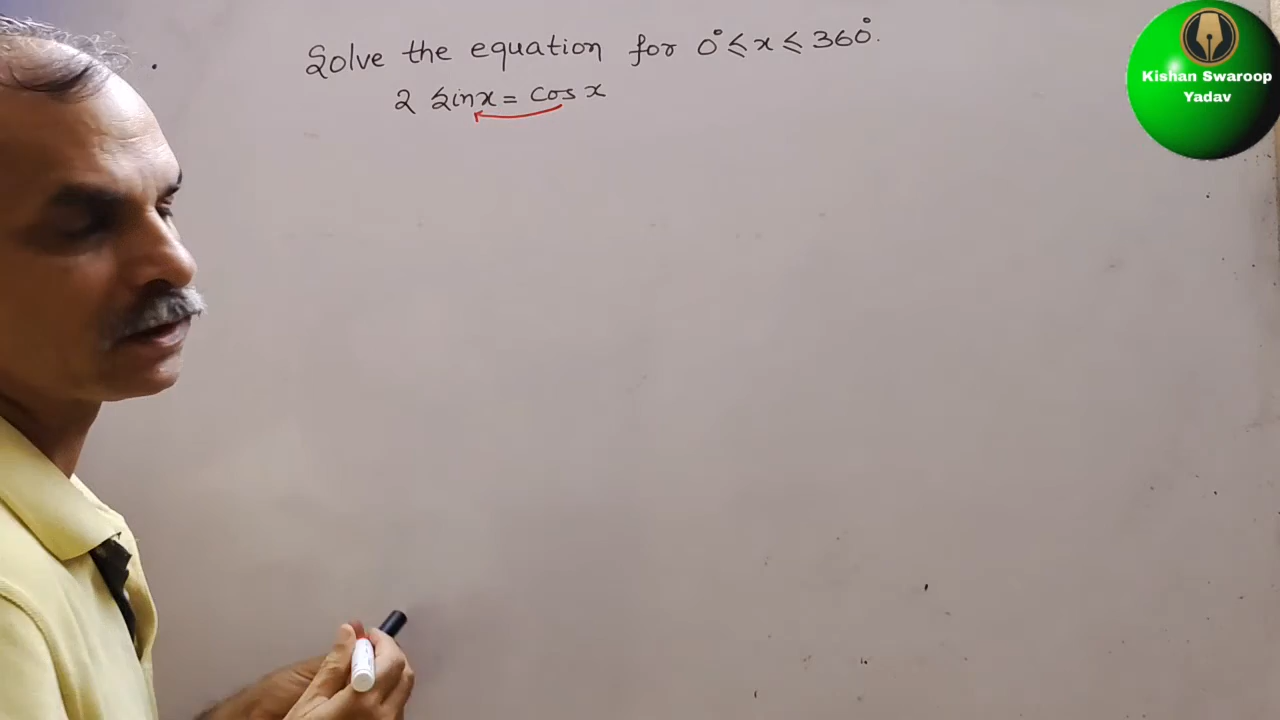 Solve the equation for 0° ≤ x ≤ 360°.
2 sinx = cos x
Kishan Swaroop
Yadav